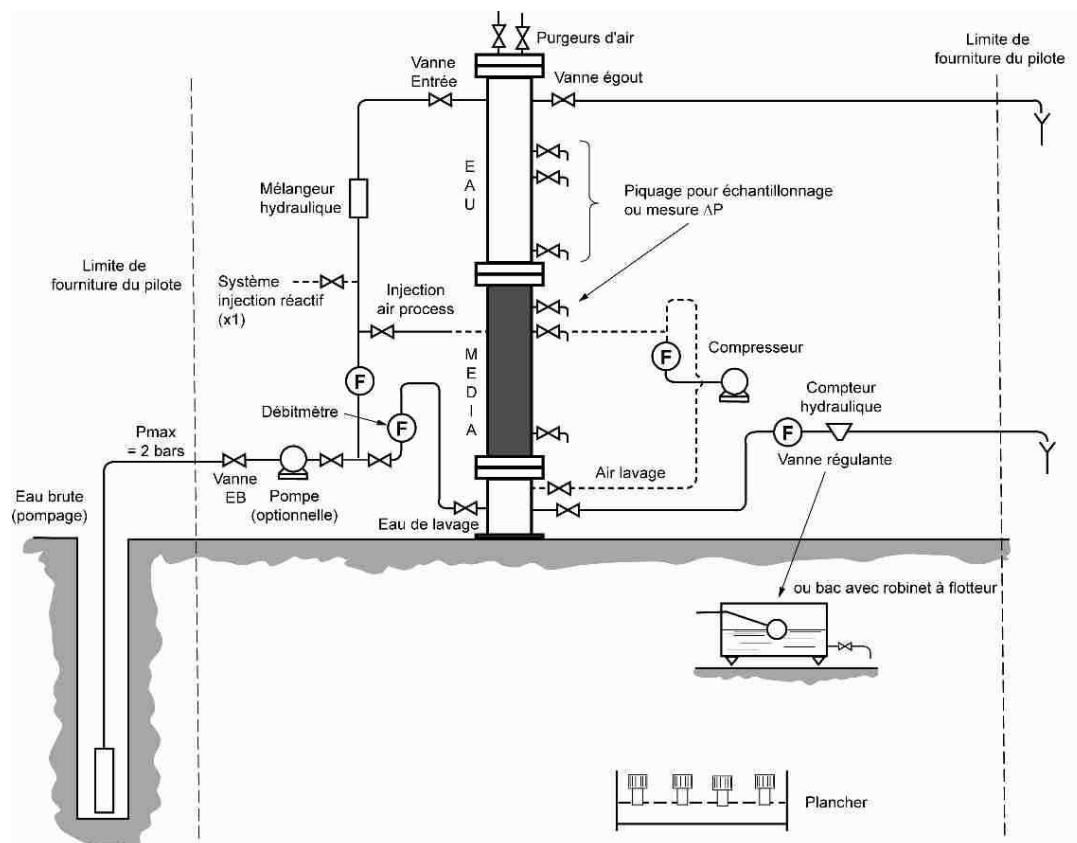 Purgeurs d'air
Limite de
fourniture du pilote
Vanne
Entrée
Vanne égout
E
A
U
Mélangeur
hydraulique
Piquage pour échantillonnage
ou mesure ΔP
Limite de
fourniture du pilote
Système
injection réactif
(x1)
Injection
air process
M
E
D
I
A
F
Compresseur
F
Débitmètre
F
Compteur
hydraulique
F
Vanne régulante
Pmax
= 2 bars
Vanne
EB
Pompe
(optionnelle)
Air lavage
Eau de lavage
Eau brute
(pompage)
ou bac avec robinet à flotteur
Plancher